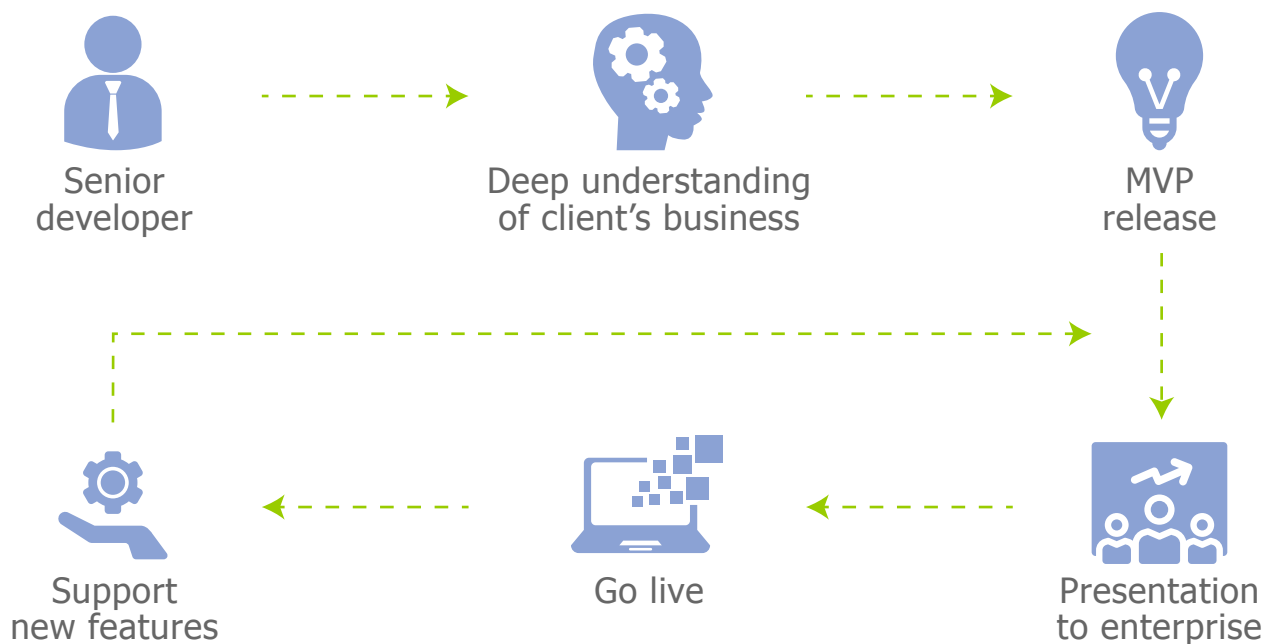 Senior
developer
Deep understanding
of client’s business
MVP
release
Support
new features
Go live
Presentation
to enterprise